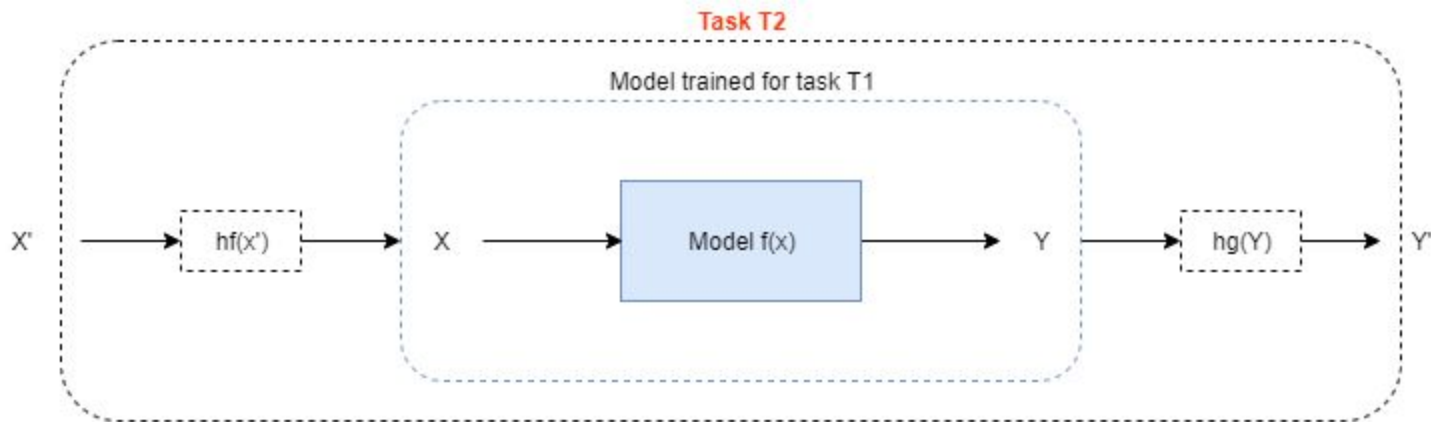 Task T2
Model trained for task T1
X'
hf(x')
X
Model f(x)
Y
hg(Y)
Y'